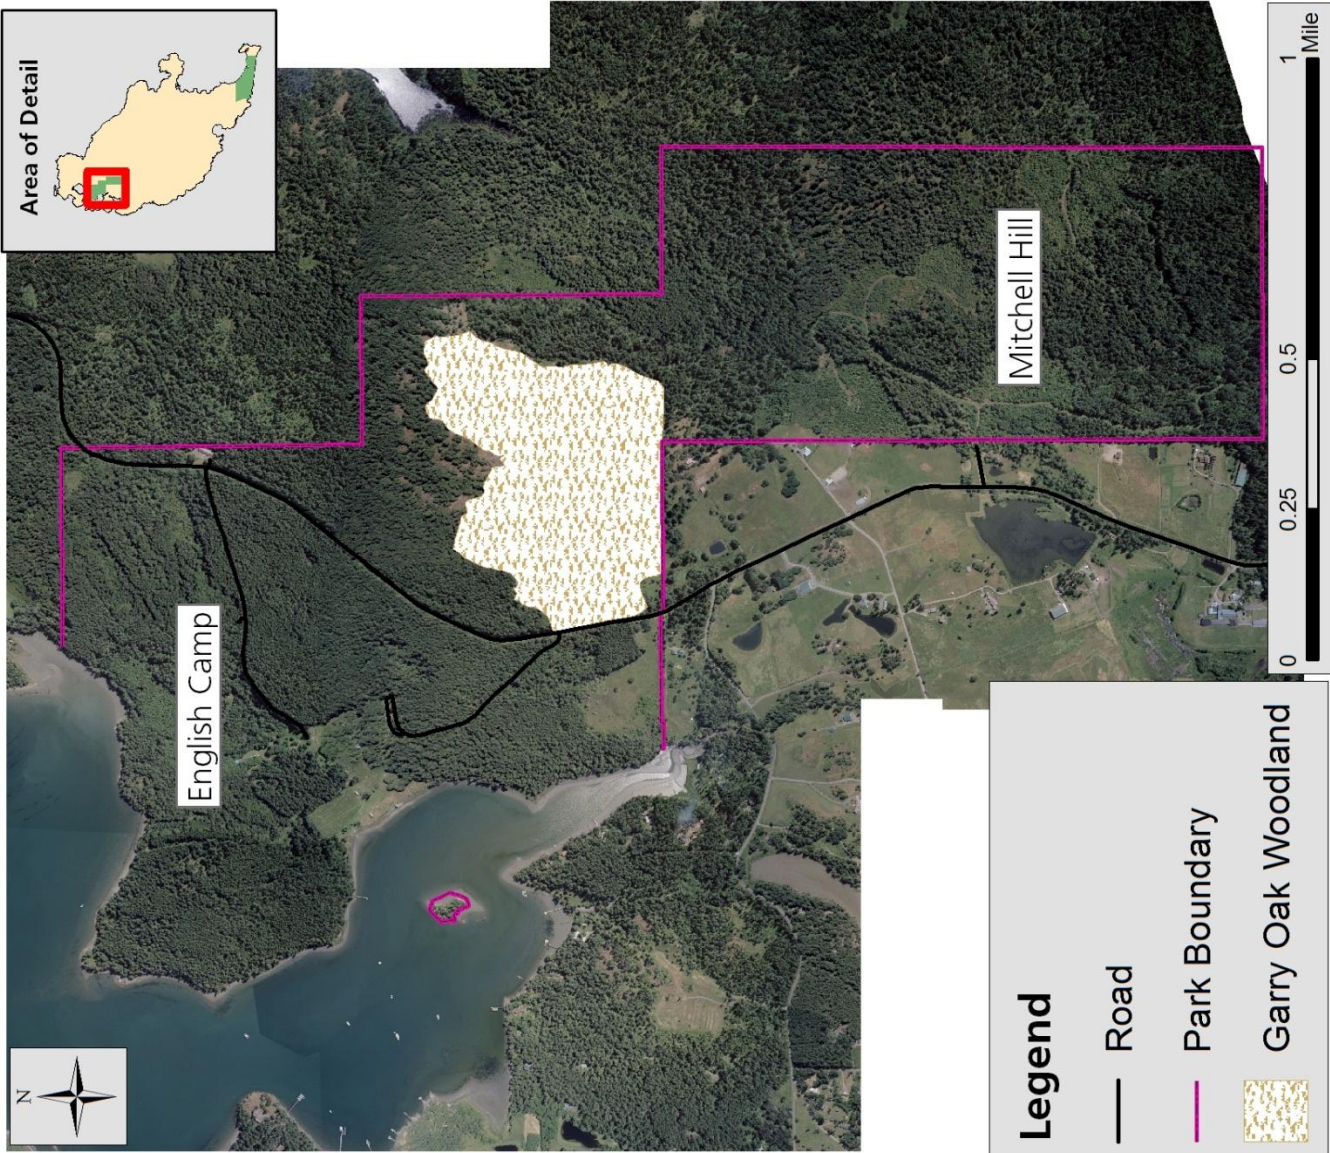 N
Area of Detail
English Camp
Mitchell Hill
Legend
Road
Park Boundary
Garry Oak Woodland
0 0.25 0.5 1
Mile